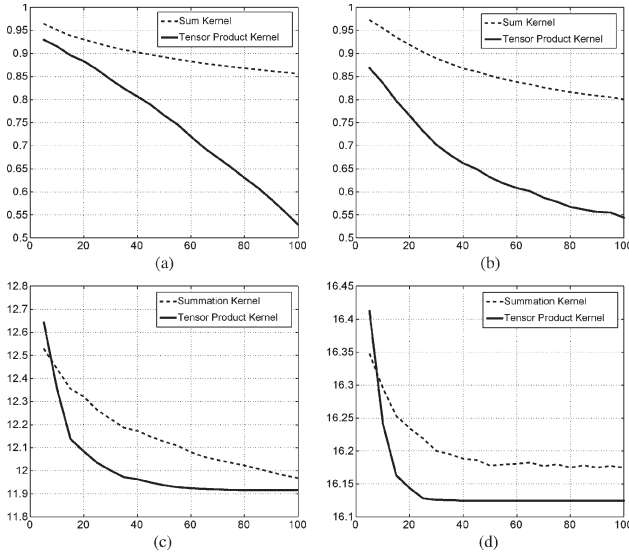 1
0.95
0.9
0.85
0.8
0.75
0.7
0.65
0.6
0.55
0.5
0 20 40 60 80 100
Sum Kernel
Tensor Product Kernel
(a)
1
0.95
0.9
0.85
0.8
0.75
0.7
0.65
0.6
0.55
0.5
0 20 40 60 80 100
Sum Kernel
Tensor Product Kernel
(b)
12.8
12.7
12.6
12.5
12.4
12.3
12.2
12.1
12
11.9
11.8
0 20 40 60 80 100
Summation Kernel
Tensor Product Kernel
(c)
16.45
16.4
16.35
16.3
16.25
16.2
16.15
16.1
0 20 40 60 80 100
Summation Kernel
Tensor Product Kernel
(d)